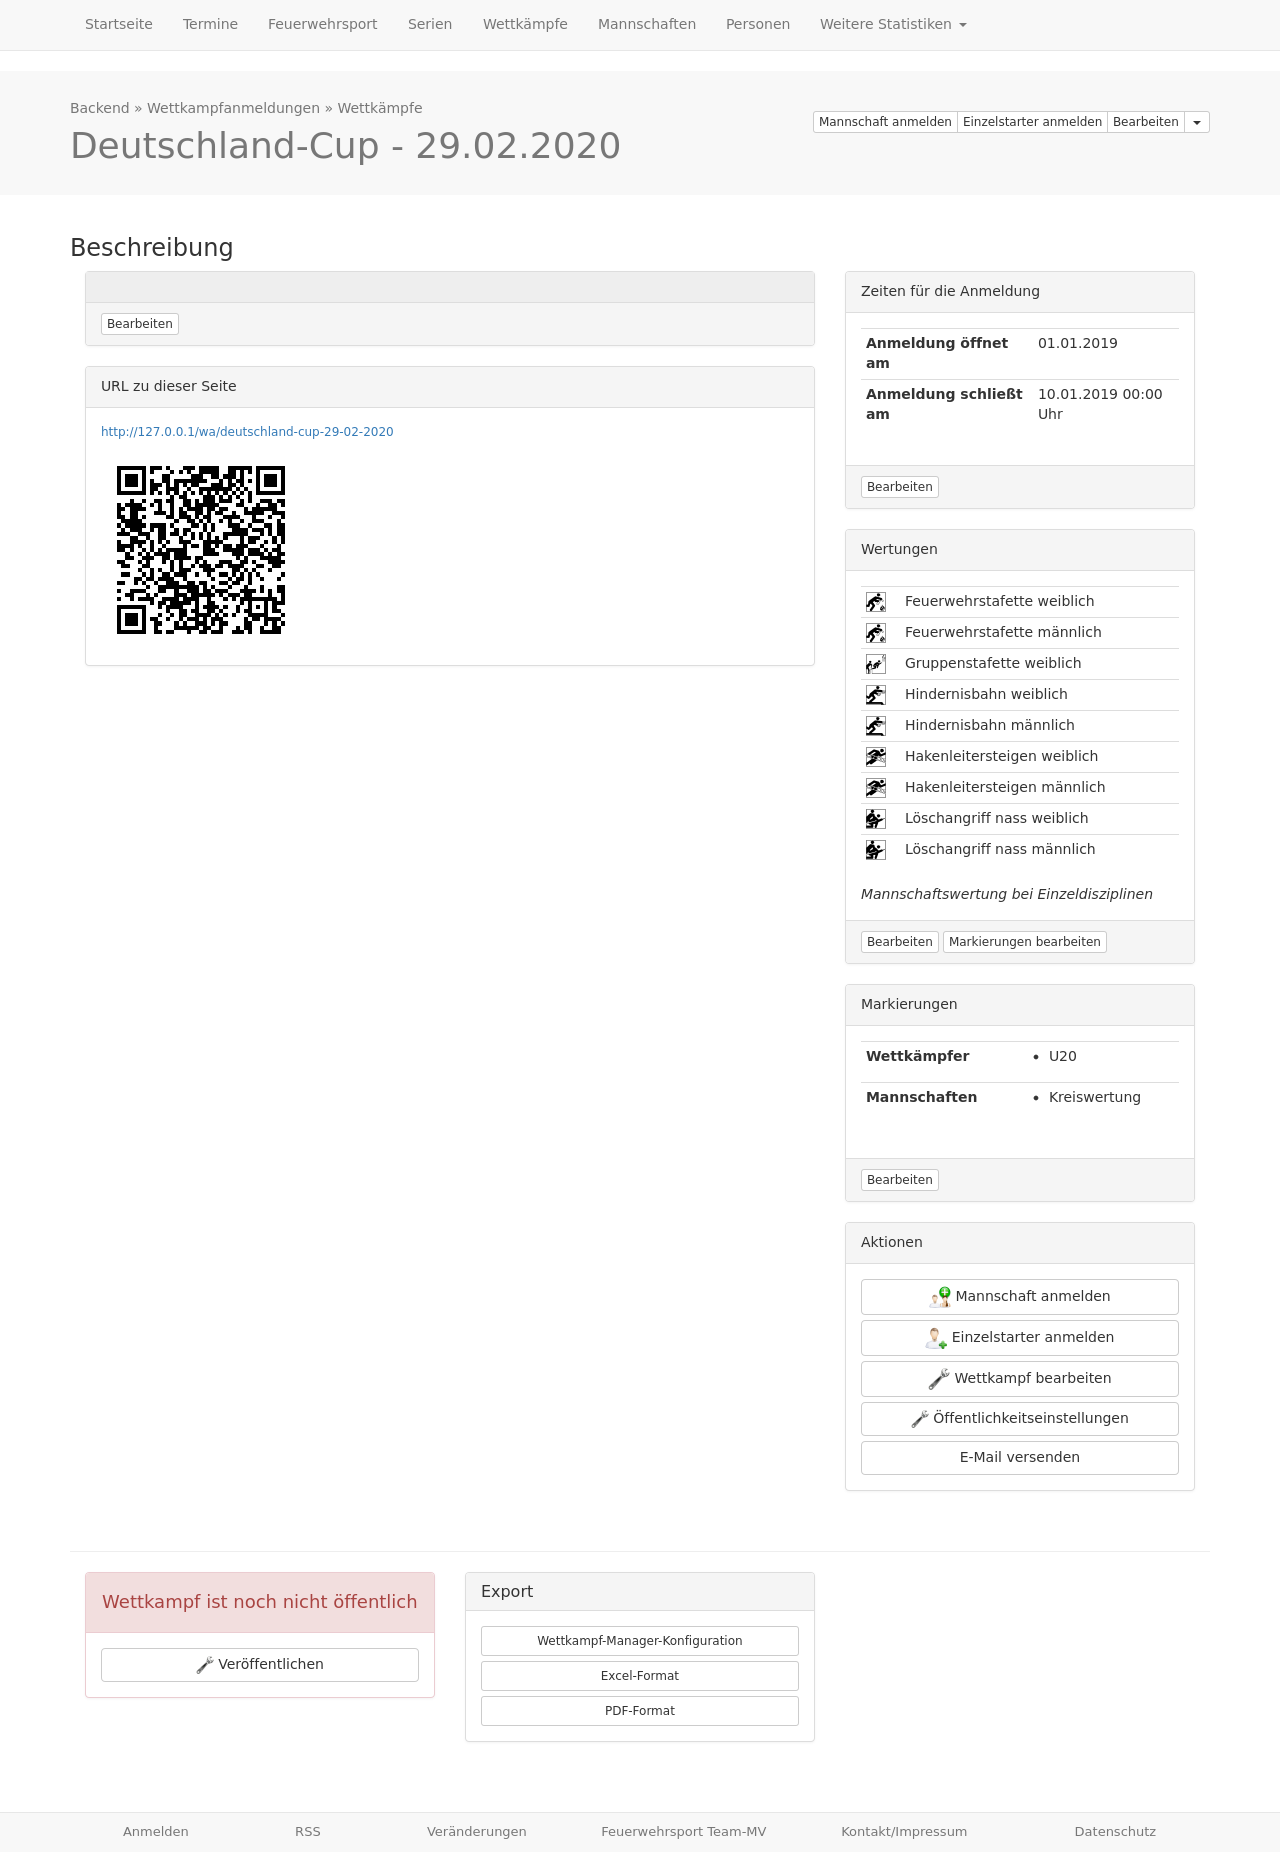 Startseite Termine Feuerwehrsport Serien Wettkämpfe Mannschaften Personen Weitere Statistiken
Backend » Wettkampfanmeldungen » Wettkämpfe
Deutschland-Cup - 29.02.2020
Mannschaft anmelden Einzelstarter anmelden Bearbeiten
Beschreibung
Bearbeiten
URL zu dieser Seite
http://127.0.0.1/wa/deutschland-cup-29-02-2020
Zeiten für die Anmeldung
Anmeldung öffnet am 01.01.2019
Anmeldung schließt am 10.01.2019 00:00 Uhr
Bearbeiten
Wertungen
Feuerwehrstafette weiblich
Feuerwehrstafette männlich
Gruppenstafette weiblich
Hindernisbahn weiblich
Hindernisbahn männlich
Hakenleitersteigen weiblich
Hakenleitersteigen männlich
Löschangriff nass weiblich
Löschangriff nass männlich
Mannschaftswertung bei Einzeldisziplinen
Bearbeiten Markierungen bearbeiten
Markierungen
Wettkämpfer • U20
Mannschaften • Kreiswertung
Bearbeiten
Aktionen
Mannschaft anmelden
Einzelstarter anmelden
Wettkampf bearbeiten
Öffentlichkeitseinstellungen
E-Mail versenden
Wettkampf ist noch nicht öffentlich
Veröffentlichen
Export
Wettkampf-Manager-Konfiguration
Excel-Format
PDF-Format
Anmelden RSS Veränderungen Feuerwehrsport Team-MV Kontakt/Impressum Datenschutz